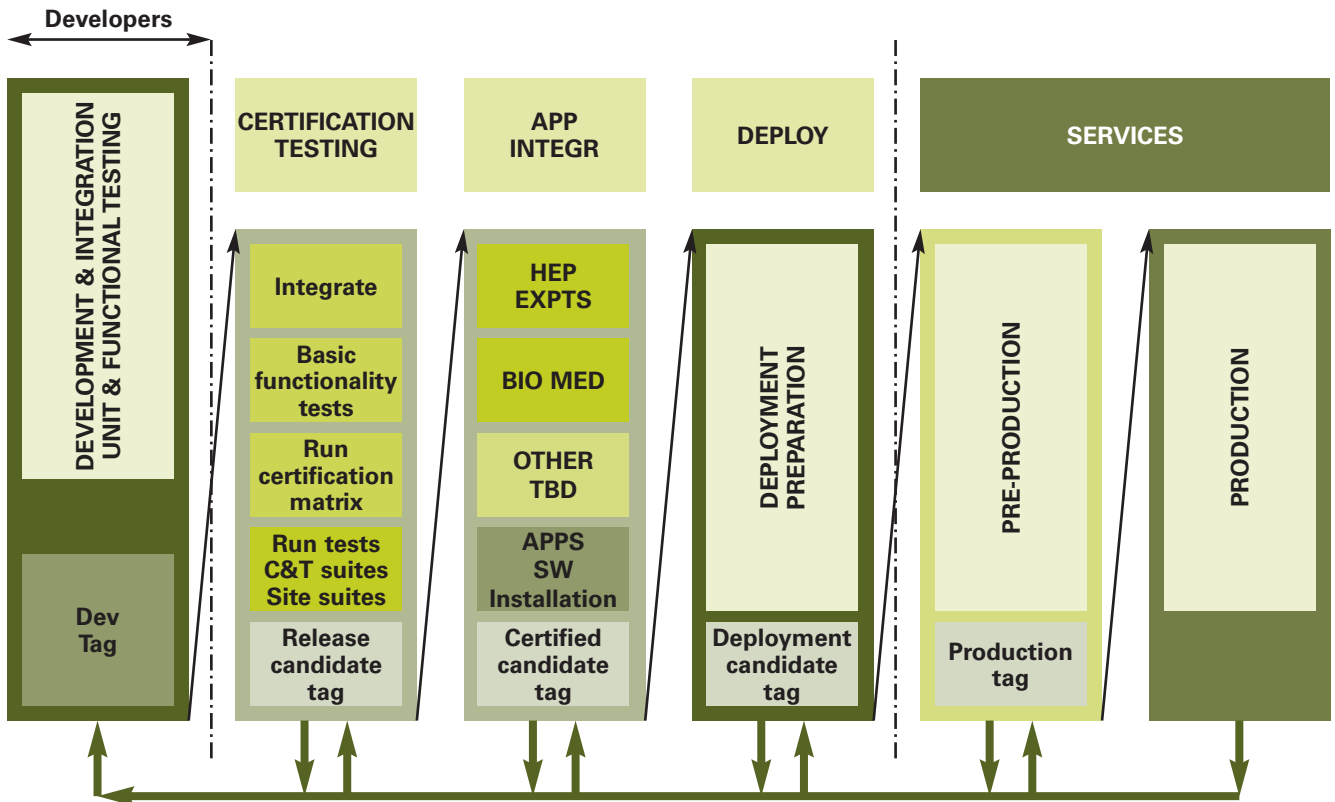 Developers
DEVELOPMENT & INTEGRATION
UNIT & FUNCTIONAL TESTING
Dev
Tag
CERTIFICATION
TESTING
Integrate
Basic
functionality
tests
Run
certification
matrix
Run tests
C&T suites
Site suites
Release
candidate
tag
APP
INTEGR
HEP
EXPTS
BIO MED
OTHER
TBD
APPS
SW
Installation
Certified
candidate
tag
DEPLOY
DEPLOYMENT
PREPARATION
Deployment
candidate
tag
SERVICES
PRE-PRODUCTION
Production
tag
PRODUCTION